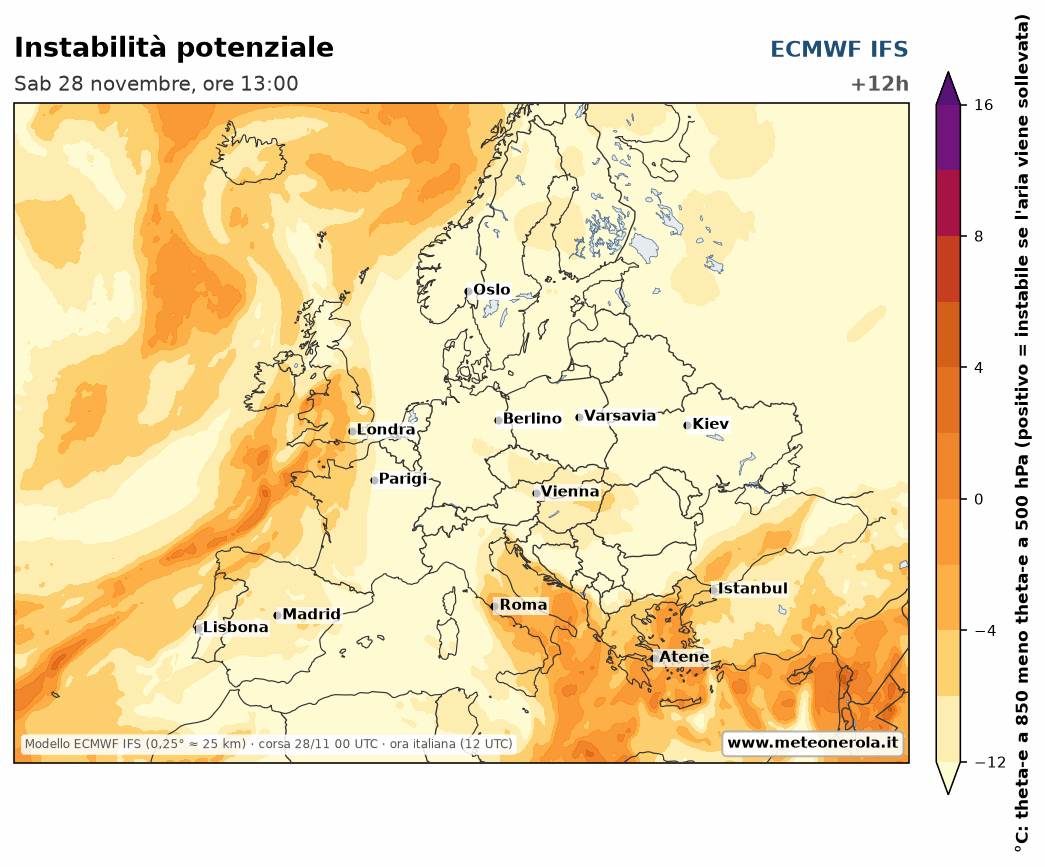 Instabilità potenziale
ECMWF IFS
Sab 28 novembre, ore 13:00
+12h
Oslo
Berlino
Varsavia
Kiev
Londra
Parigi
Vienna
Istanbul
Roma
Madrid
Lisbona
Atene
Modello ECMWF IFS (0,25° ≈ 25 km) · corsa 28/11 00 UTC · ora italiana (12 UTC)
www.meteonerola.it
16
8
4
0
−4
−12
°C: theta-e a 850 meno theta-e a 500 hPa (positivo = instabile se l'aria viene sollevata)